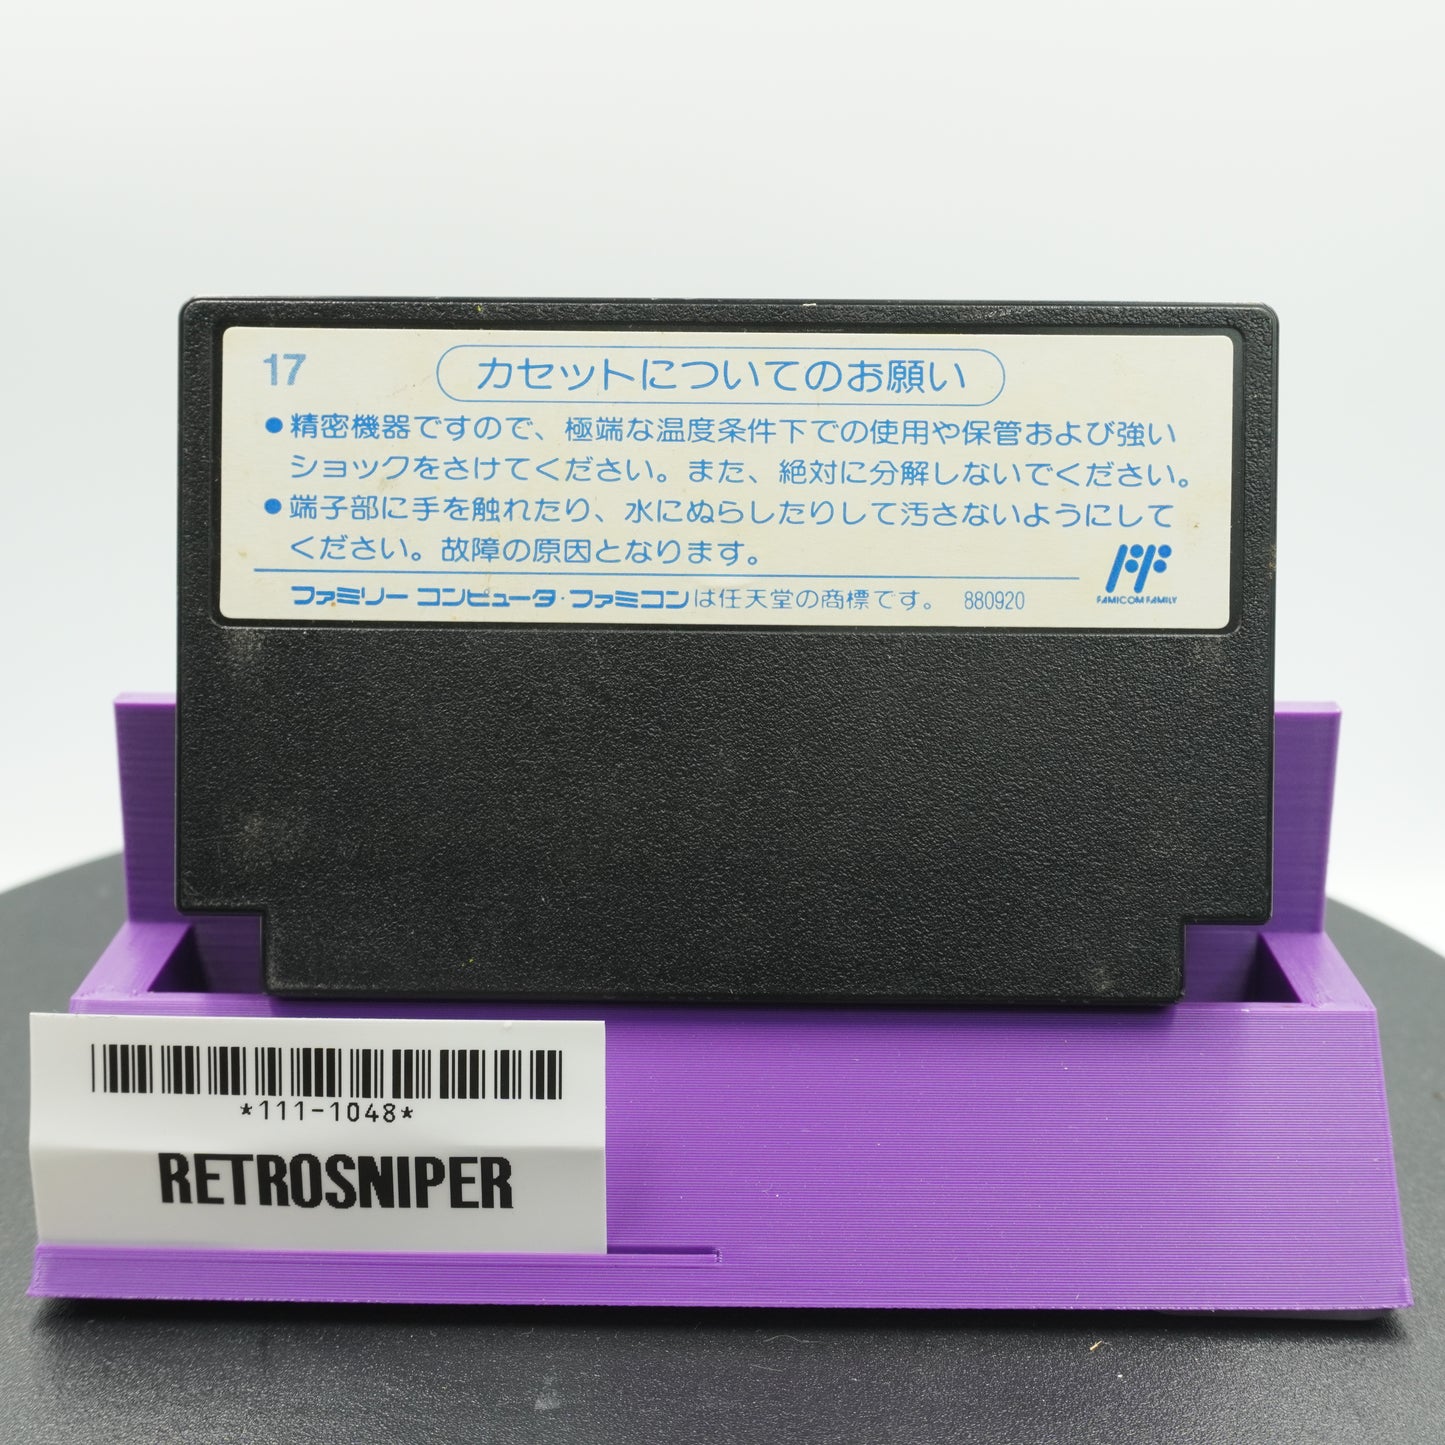 17
カセットについてのお願い
●精密機器ですので、極端な温度条件下での使用や保管および強い
ショックをさけてください。また、絶対に分解しないでください。
●端子部に手を触れたり、水にぬらしたりして汚さないようにして
ください。故障の原因となります。
FAMICOM FAMILY
ファミリー コンピュータ・ファミコンは任天堂の商標です。 880920
*111-1048*
RETROSNIPER